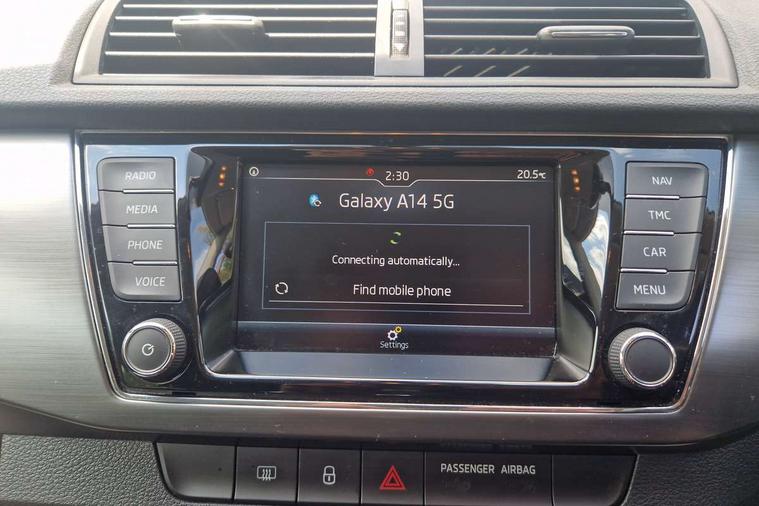 RADIO
MEDIA
PHONE
VOICE
2:30
20.5°C
Galaxy A14 5G
Connecting automatically...
Find mobile phone
Settings
NAV
TMC
CAR
MENU
PASSENGER AIRBAG